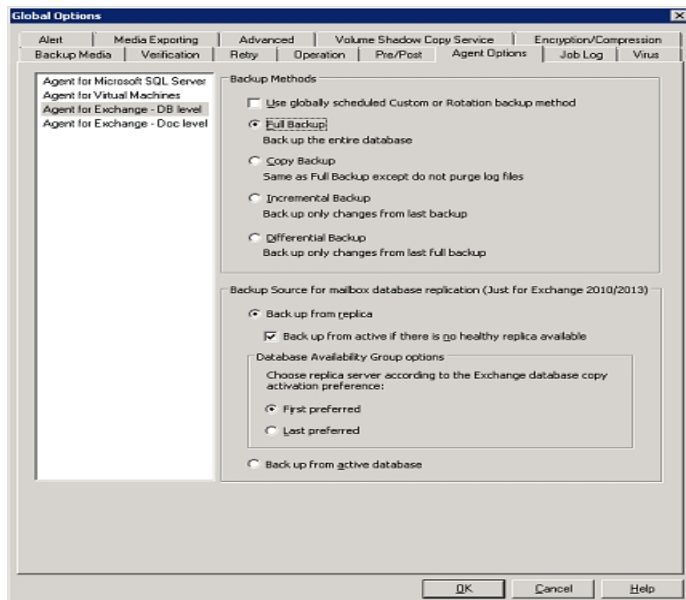 Global Options
Alert
Media Exporting
Advanced
Volume Shadow Copy Service
Encryption/Compression
Backup Media
Verification
Retry
Operation
Pre/Post
Agent Options
Job Log
Virus
Agent for Microsoft SQL Server
Agent for Virtual Machines
Agent for Exchange - DB level
Agent for Exchange - Doc level
Backup Methods
Use globally scheduled Custom or Rotation backup method
Full Backup
Back up the entire database
Copy Backup
Same as Full Backup except do not purge log files
Incremental Backup
Back up only changes from last backup
Differential Backup
Back up only changes from last full backup
Backup Source for mailbox database replication (Just for Exchange 2010/2013)
Back up from replica
Back up from active if there is no healthy replica available
Database Availability Group options
Choose replica server according to the Exchange database copy
activation preference:
First preferred
Last preferred
Back up from active database
OK
Cancel
Help